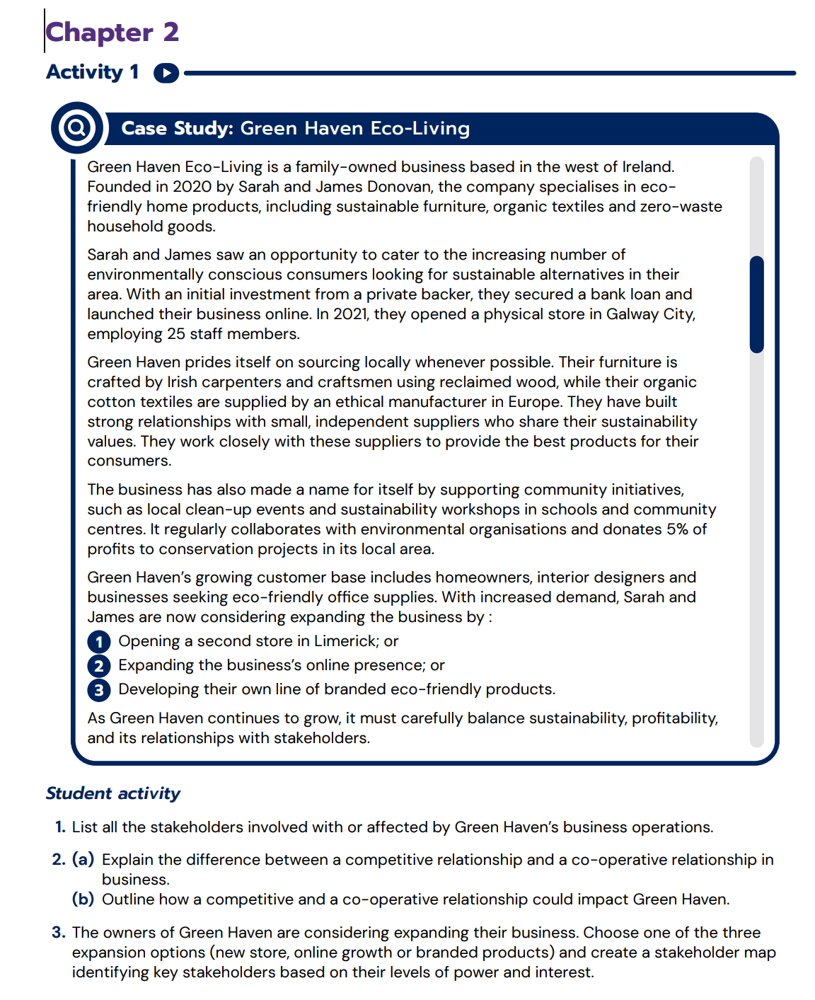 Chapter 2
Activity 1
Case Study: Green Haven Eco-Living
Green Haven Eco-Living is a family-owned business based in the west of Ireland.
Founded in 2020 by Sarah and James Donovan, the company specialises in eco-
friendly home products, including sustainable furniture, organic textiles and zero-waste
household goods.
Sarah and James saw an opportunity to cater to the increasing number of
environmentally conscious consumers looking for sustainable alternatives in their
area. With an initial investment from a private backer, they secured a bank loan and
launched their business online. In 2021, they opened a physical store in Galway City,
employing 25 staff members.
Green Haven prides itself on sourcing locally whenever possible. Their furniture is
crafted by Irish carpenters and craftsmen using reclaimed wood, while their organic
cotton textiles are supplied by an ethical manufacturer in Europe. They have built
strong relationships with small, independent suppliers who share their sustainability
values. They work closely with these suppliers to provide the best products for their
consumers.
The business has also made a name for itself by supporting community initiatives,
such as local clean-up events and sustainability workshops in schools and community
centres. It regularly collaborates with environmental organisations and donates 5% of
profits to conservation projects in its local area.
Green Haven's growing customer base includes homeowners, interior designers and
businesses seeking eco-friendly office supplies. With increased demand, Sarah and
James are now considering expanding the business by :
1 Opening a second store in Limerick; or
2 Expanding the business's online presence; or
3 Developing their own line of branded eco-friendly products.
As Green Haven continues to grow, it must carefully balance sustainability, profitability,
and its relationships with stakeholders.
Student activity
1. List all the stakeholders involved with or affected by Green Haven's business operations.
2. (a) Explain the difference between a competitive relationship and a co-operative relationship in
business.
(b) Outline how a competitive and a co-operative relationship could impact Green Haven.
3. The owners of Green Haven are considering expanding their business. Choose one of the three
expansion options (new store, online growth or branded products) and create a stakeholder map
identifying key stakeholders based on their levels of power and interest.